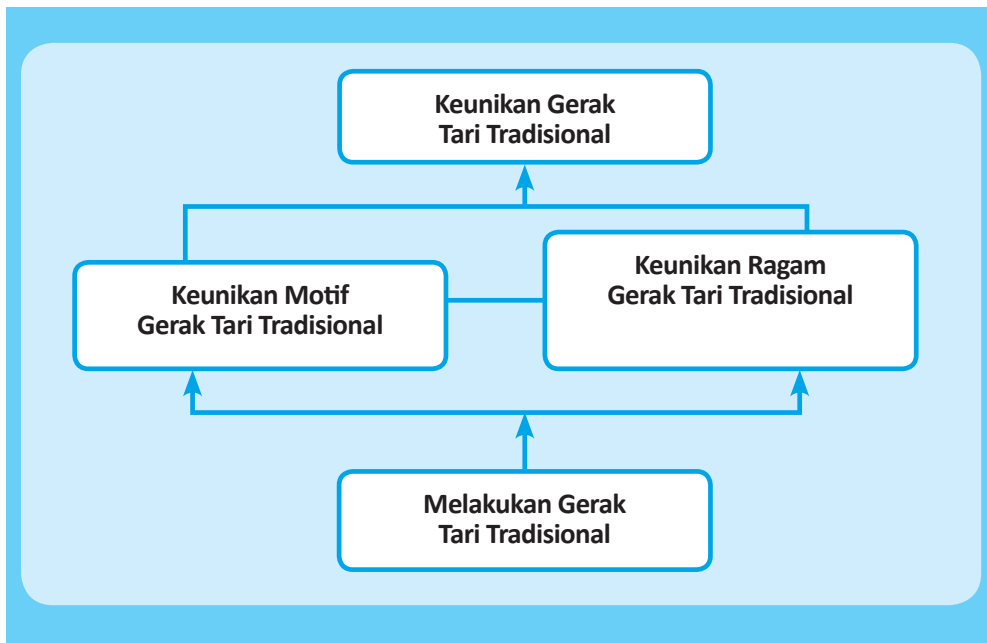 Keunikan Gerak
Tari Tradisional
Keunikan Motif
Gerak Tari Tradisional
Keunikan Ragam
Gerak Tari Tradisional
Melakukan Gerak
Tari Tradisional